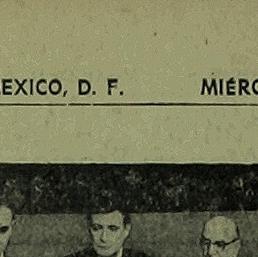 EXICO, D. F. MIÉRC